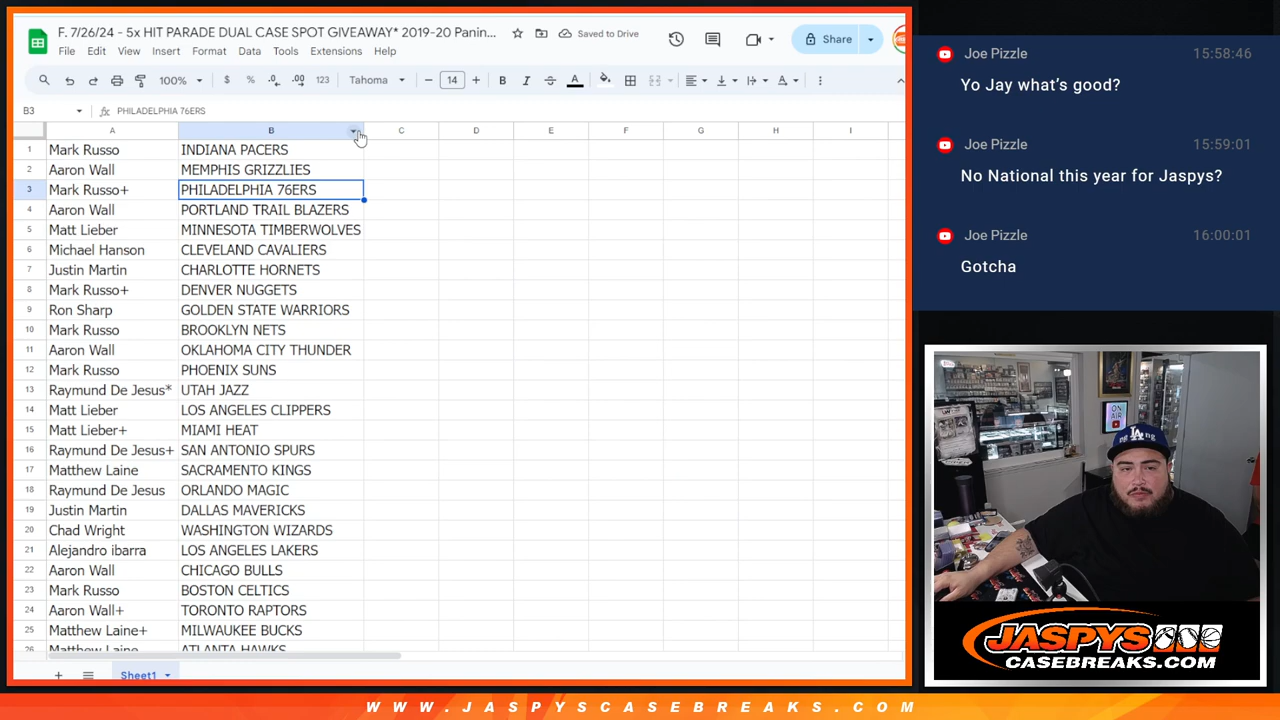 F. 7/26/24 - 5x HIT PARADE DUAL CASE SPOT GIVEAWAY* 2019-20 Panin...
Saved to Drive
Share
File Edit View Insert Format Data Tools Extensions Help
100% $ % .0 .00 123 Tahoma 14 B I A
B3 fx PHILADELPHIA 76ERS
A B C D E F G H I
1 Mark Russo INDIANA PACERS
2 Aaron Wall MEMPHIS GRIZZLIES
3 Mark Russo+ PHILADELPHIA 76ERS
4 Aaron Wall PORTLAND TRAIL BLAZERS
5 Matt Lieber MINNESOTA TIMBERWOLVES
6 Michael Hanson CLEVELAND CAVALIERS
7 Justin Martin CHARLOTTE HORNETS
8 Mark Russo+ DENVER NUGGETS
9 Ron Sharp GOLDEN STATE WARRIORS
10 Mark Russo BROOKLYN NETS
11 Aaron Wall OKLAHOMA CITY THUNDER
12 Mark Russo PHOENIX SUNS
13 Raymund De Jesus* UTAH JAZZ
14 Matt Lieber LOS ANGELES CLIPPERS
15 Matt Lieber+ MIAMI HEAT
16 Raymund De Jesus+ SAN ANTONIO SPURS
17 Matthew Laine SACRAMENTO KINGS
18 Raymund De Jesus ORLANDO MAGIC
19 Justin Martin DALLAS MAVERICKS
20 Chad Wright WASHINGTON WIZARDS
21 Alejandro ibarra LOS ANGELES LAKERS
22 Aaron Wall CHICAGO BULLS
23 Mark Russo BOSTON CELTICS
24 Aaron Wall+ TORONTO RAPTORS
25 Matthew Laine+ MILWAUKEE BUCKS
26 Matthew Laine ATLANTA HAWKS
Sheet1
Joe Pizzle 15:58:46
Yo Jay what's good?
Joe Pizzle 15:59:01
No National this year for Jaspys?
Joe Pizzle 16:00:01
Gotcha
ON AIR
LA
JASPYS
CASEBREAKS.COM
WWW.JASPYSCASEBREAKS.COM